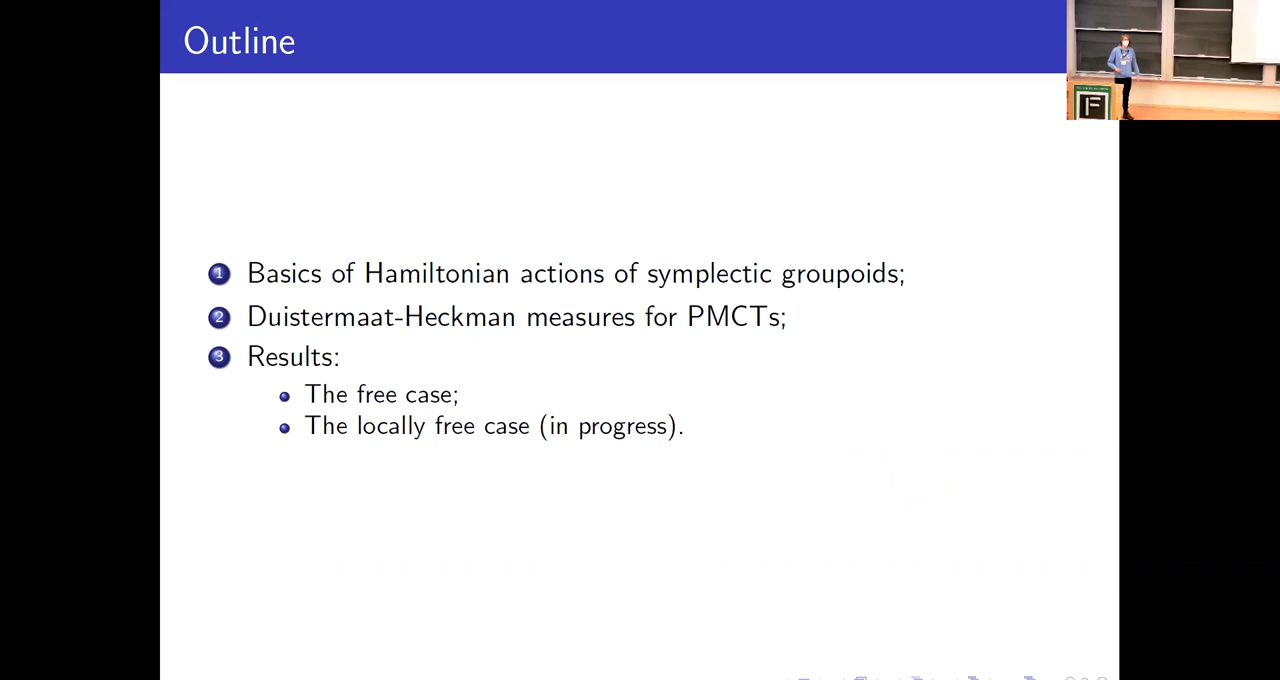 Outline
1 Basics of Hamiltonian actions of symplectic groupoids;
2 Duistermaat-Heckman measures for PMCTs;
3 Results:
The free case;
The locally free case (in progress).
F